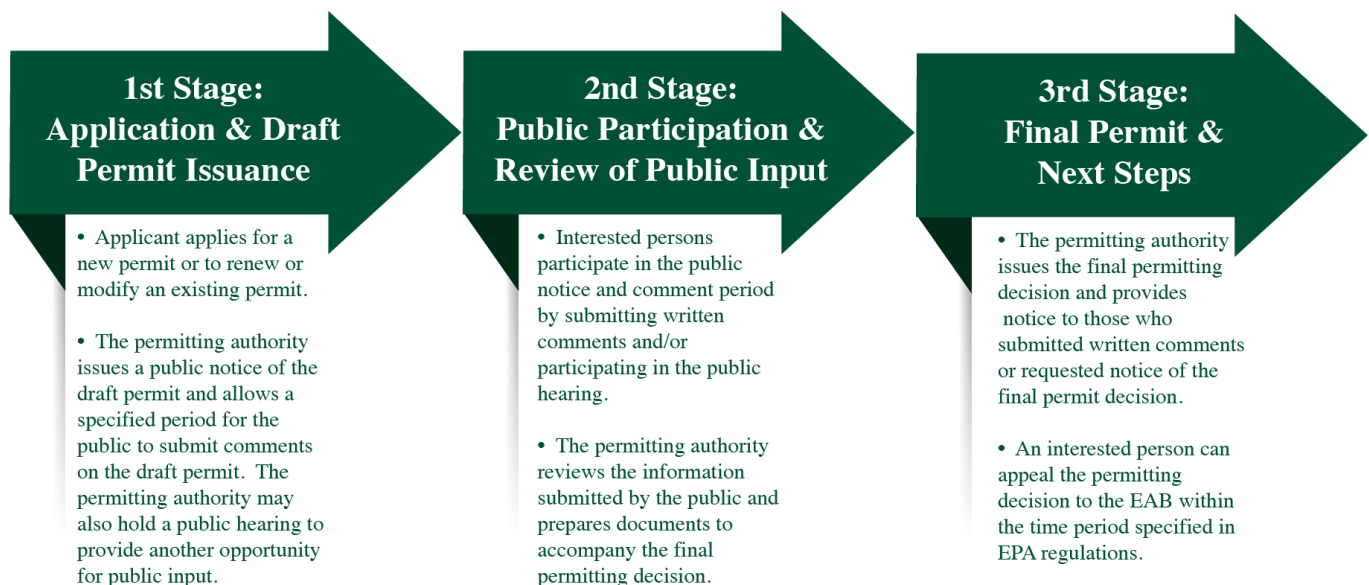 1st Stage:
Application & Draft
Permit Issuance
• Applicant applies for a
new permit or to renew or
modify an existing permit.
• The permitting authority
issues a public notice of the
draft permit and allows a
specified period for the
public to submit comments
on the draft permit. The
permitting authority may
also hold a public hearing to
provide another opportunity
for public input.
2nd Stage:
Public Participation &
Review of Public Input
• Interested persons
participate in the public
notice and comment period
by submitting written
comments and/or
participating in the public
hearing.
• The permitting authority
reviews the information
submitted by the public and
prepares documents to
accompany the final
permitting decision.
3rd Stage:
Final Permit &
Next Steps
• The permitting authority
issues the final permitting
decision and provides
notice to those who
submitted written comments
or requested notice of the
final permit decision.
• An interested person can
appeal the permitting
decision to the EAB within
the time period specified in
EPA regulations.